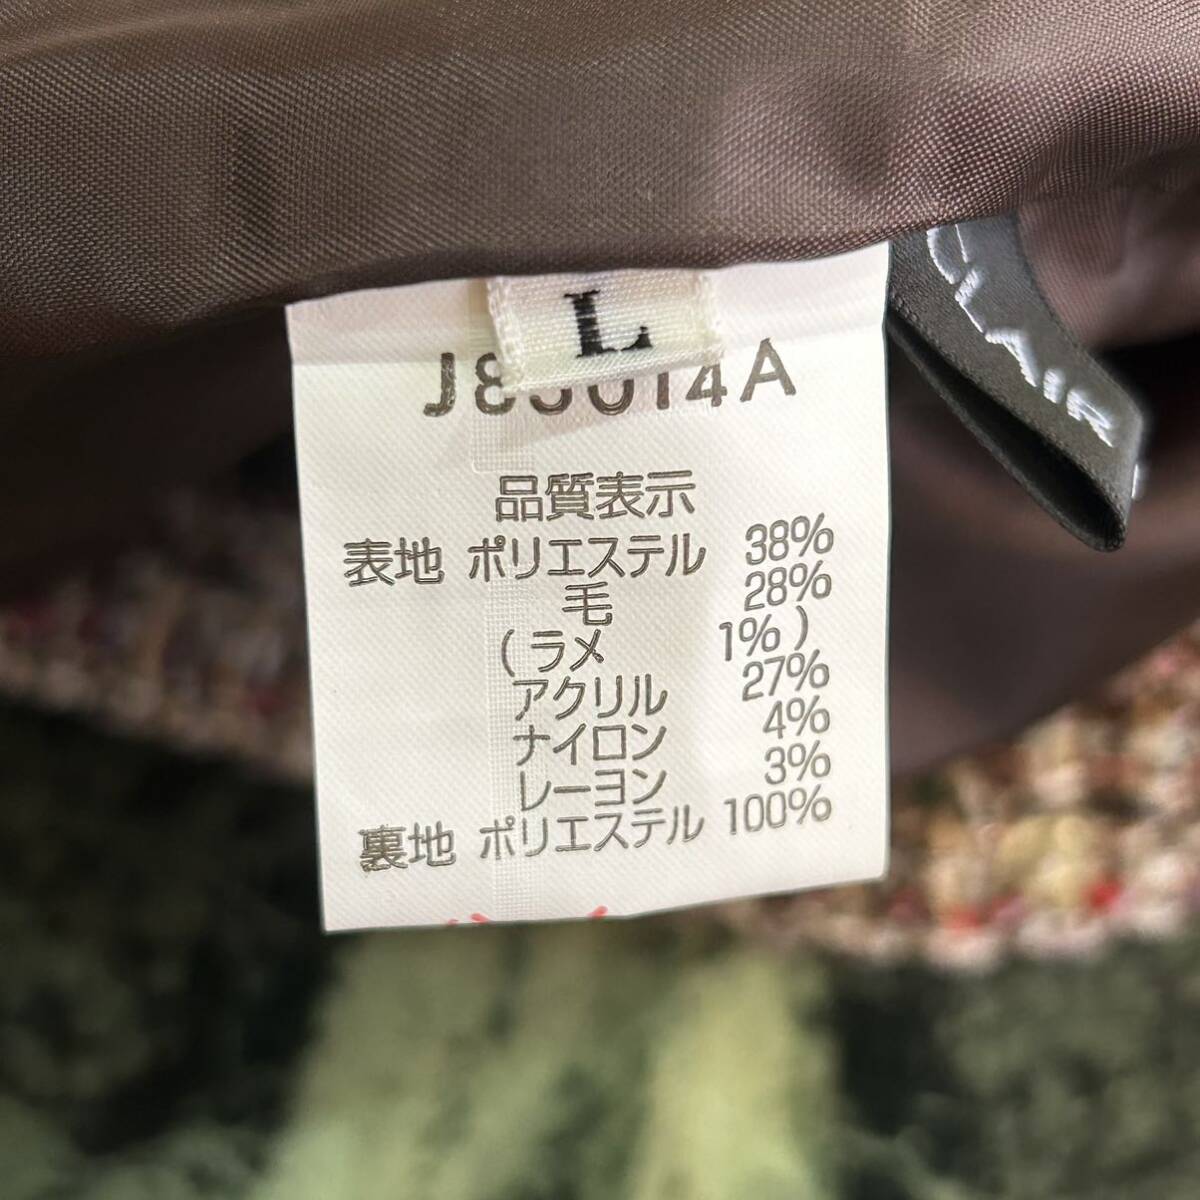 L
CLAIR
品質表示
表地 ポリエステル 38%
毛 28%
(ラメ 1%)
アクリル 27%
ナイロン 4%
レーヨン 3%
裏地 ポリエステル 100%